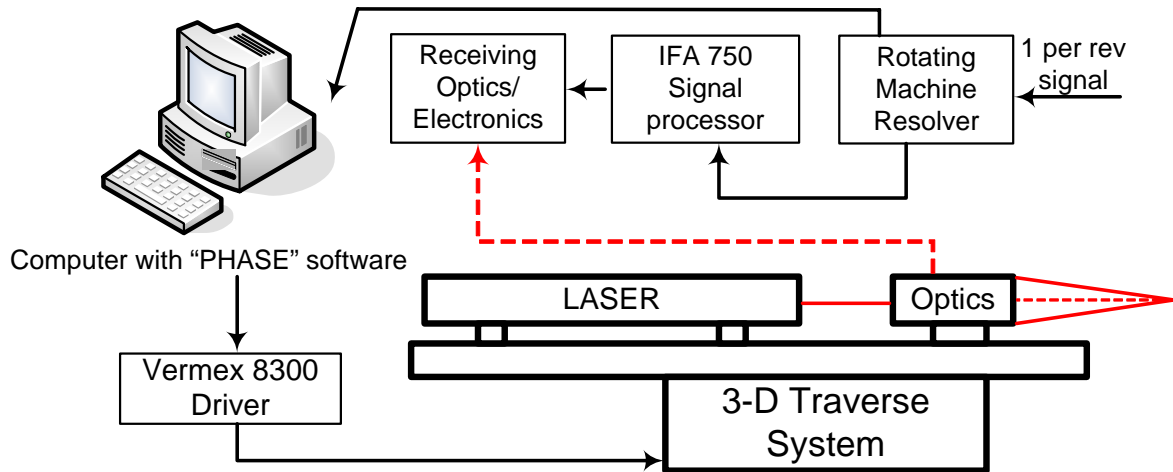 Receiving
Optics/
Electronics
IFA 750
Signal
processor
Rotating
Machine
Resolver
1 per rev
signal
Computer with “PHASE” software
LASER
Optics
Vermex 8300
Driver
3-D Traverse
System